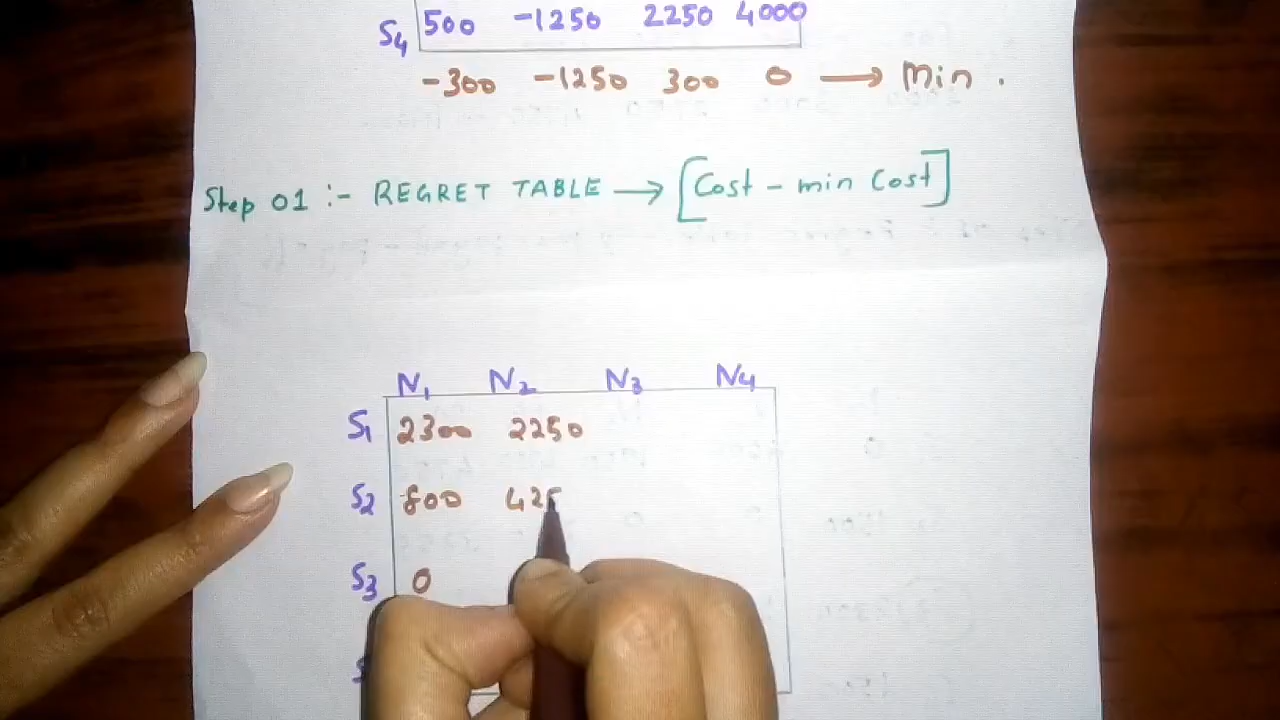 S4 500 -1250 2250 4000
-300 -1250 300 0 → Min .
Step 01 :- REGRET TABLE → [Cost - min Cost]
N1 N2 N3 N4
S1 2300 2250
S2 800 425
S3 0